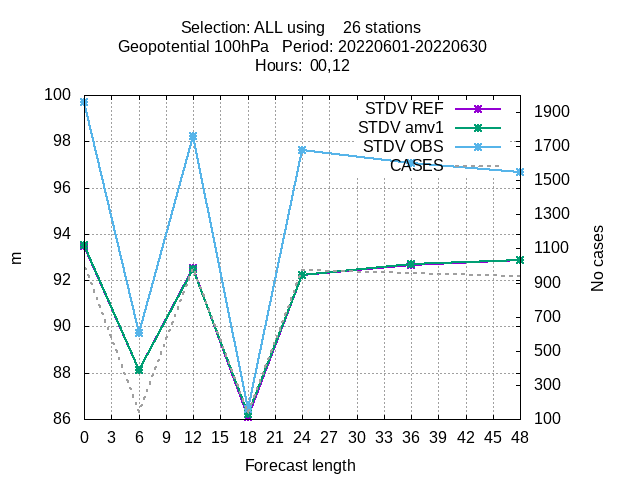 Selection: ALL using    26 stations
Geopotential 100hPa   Period: 20220601-20220630
Hours:  00,12
100
98
96
94
92
90
88
86
m
1900
1700
1500
1300
1100
900
700
500
300
100
No cases
STDV REF
STDV amv1
STDV OBS
CASES
0 3 6 9 12 15 18 21 24 27 30 33 36 39 42 45 48
Forecast length